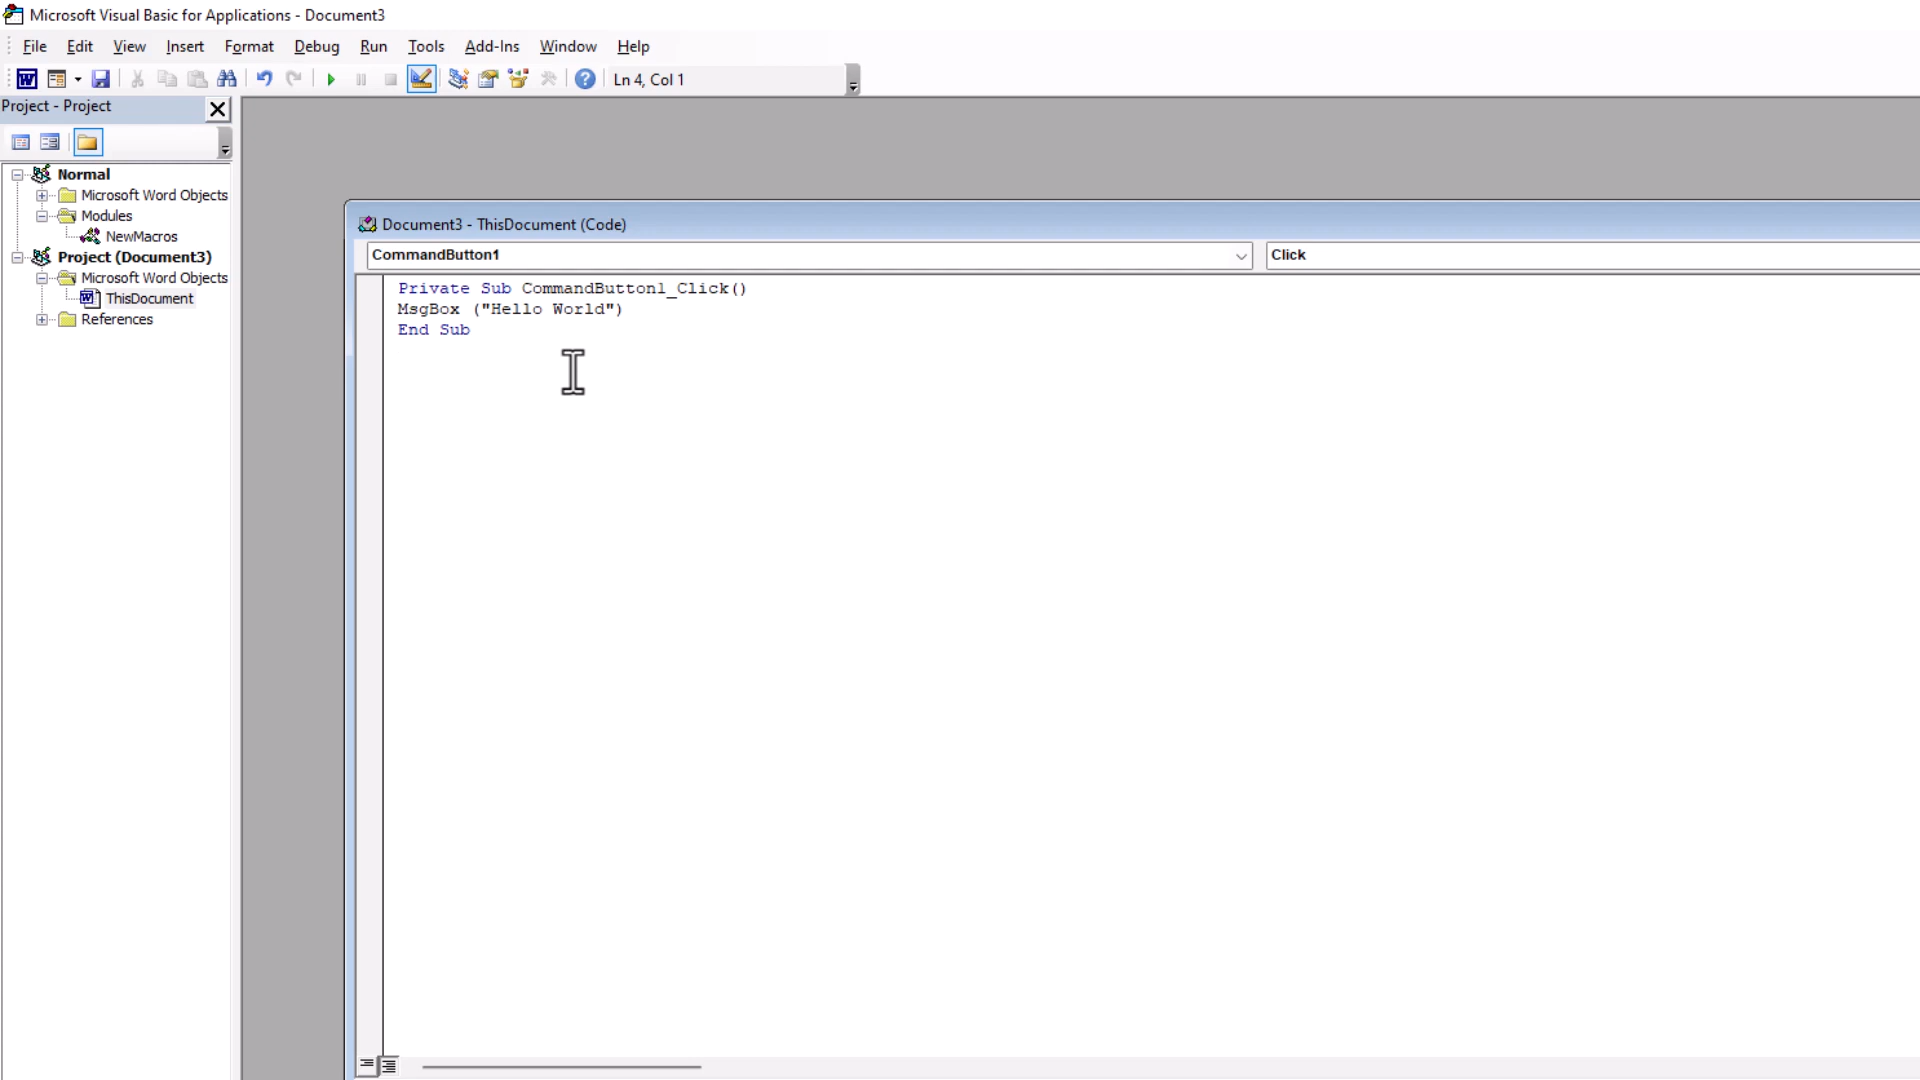 Microsoft Visual Basic for Applications - Document3
File Edit View Insert Format Debug Run Tools Add-Ins Window Help
Ln 4, Col 1
Project - Project
Normal
Microsoft Word Objects
Modules
NewMacros
Project (Document3)
Microsoft Word Objects
ThisDocument
References
Document3 - ThisDocument (Code)
CommandButton1
Click
Private Sub CommandButton1_Click()
MsgBox ("Hello World")
End Sub